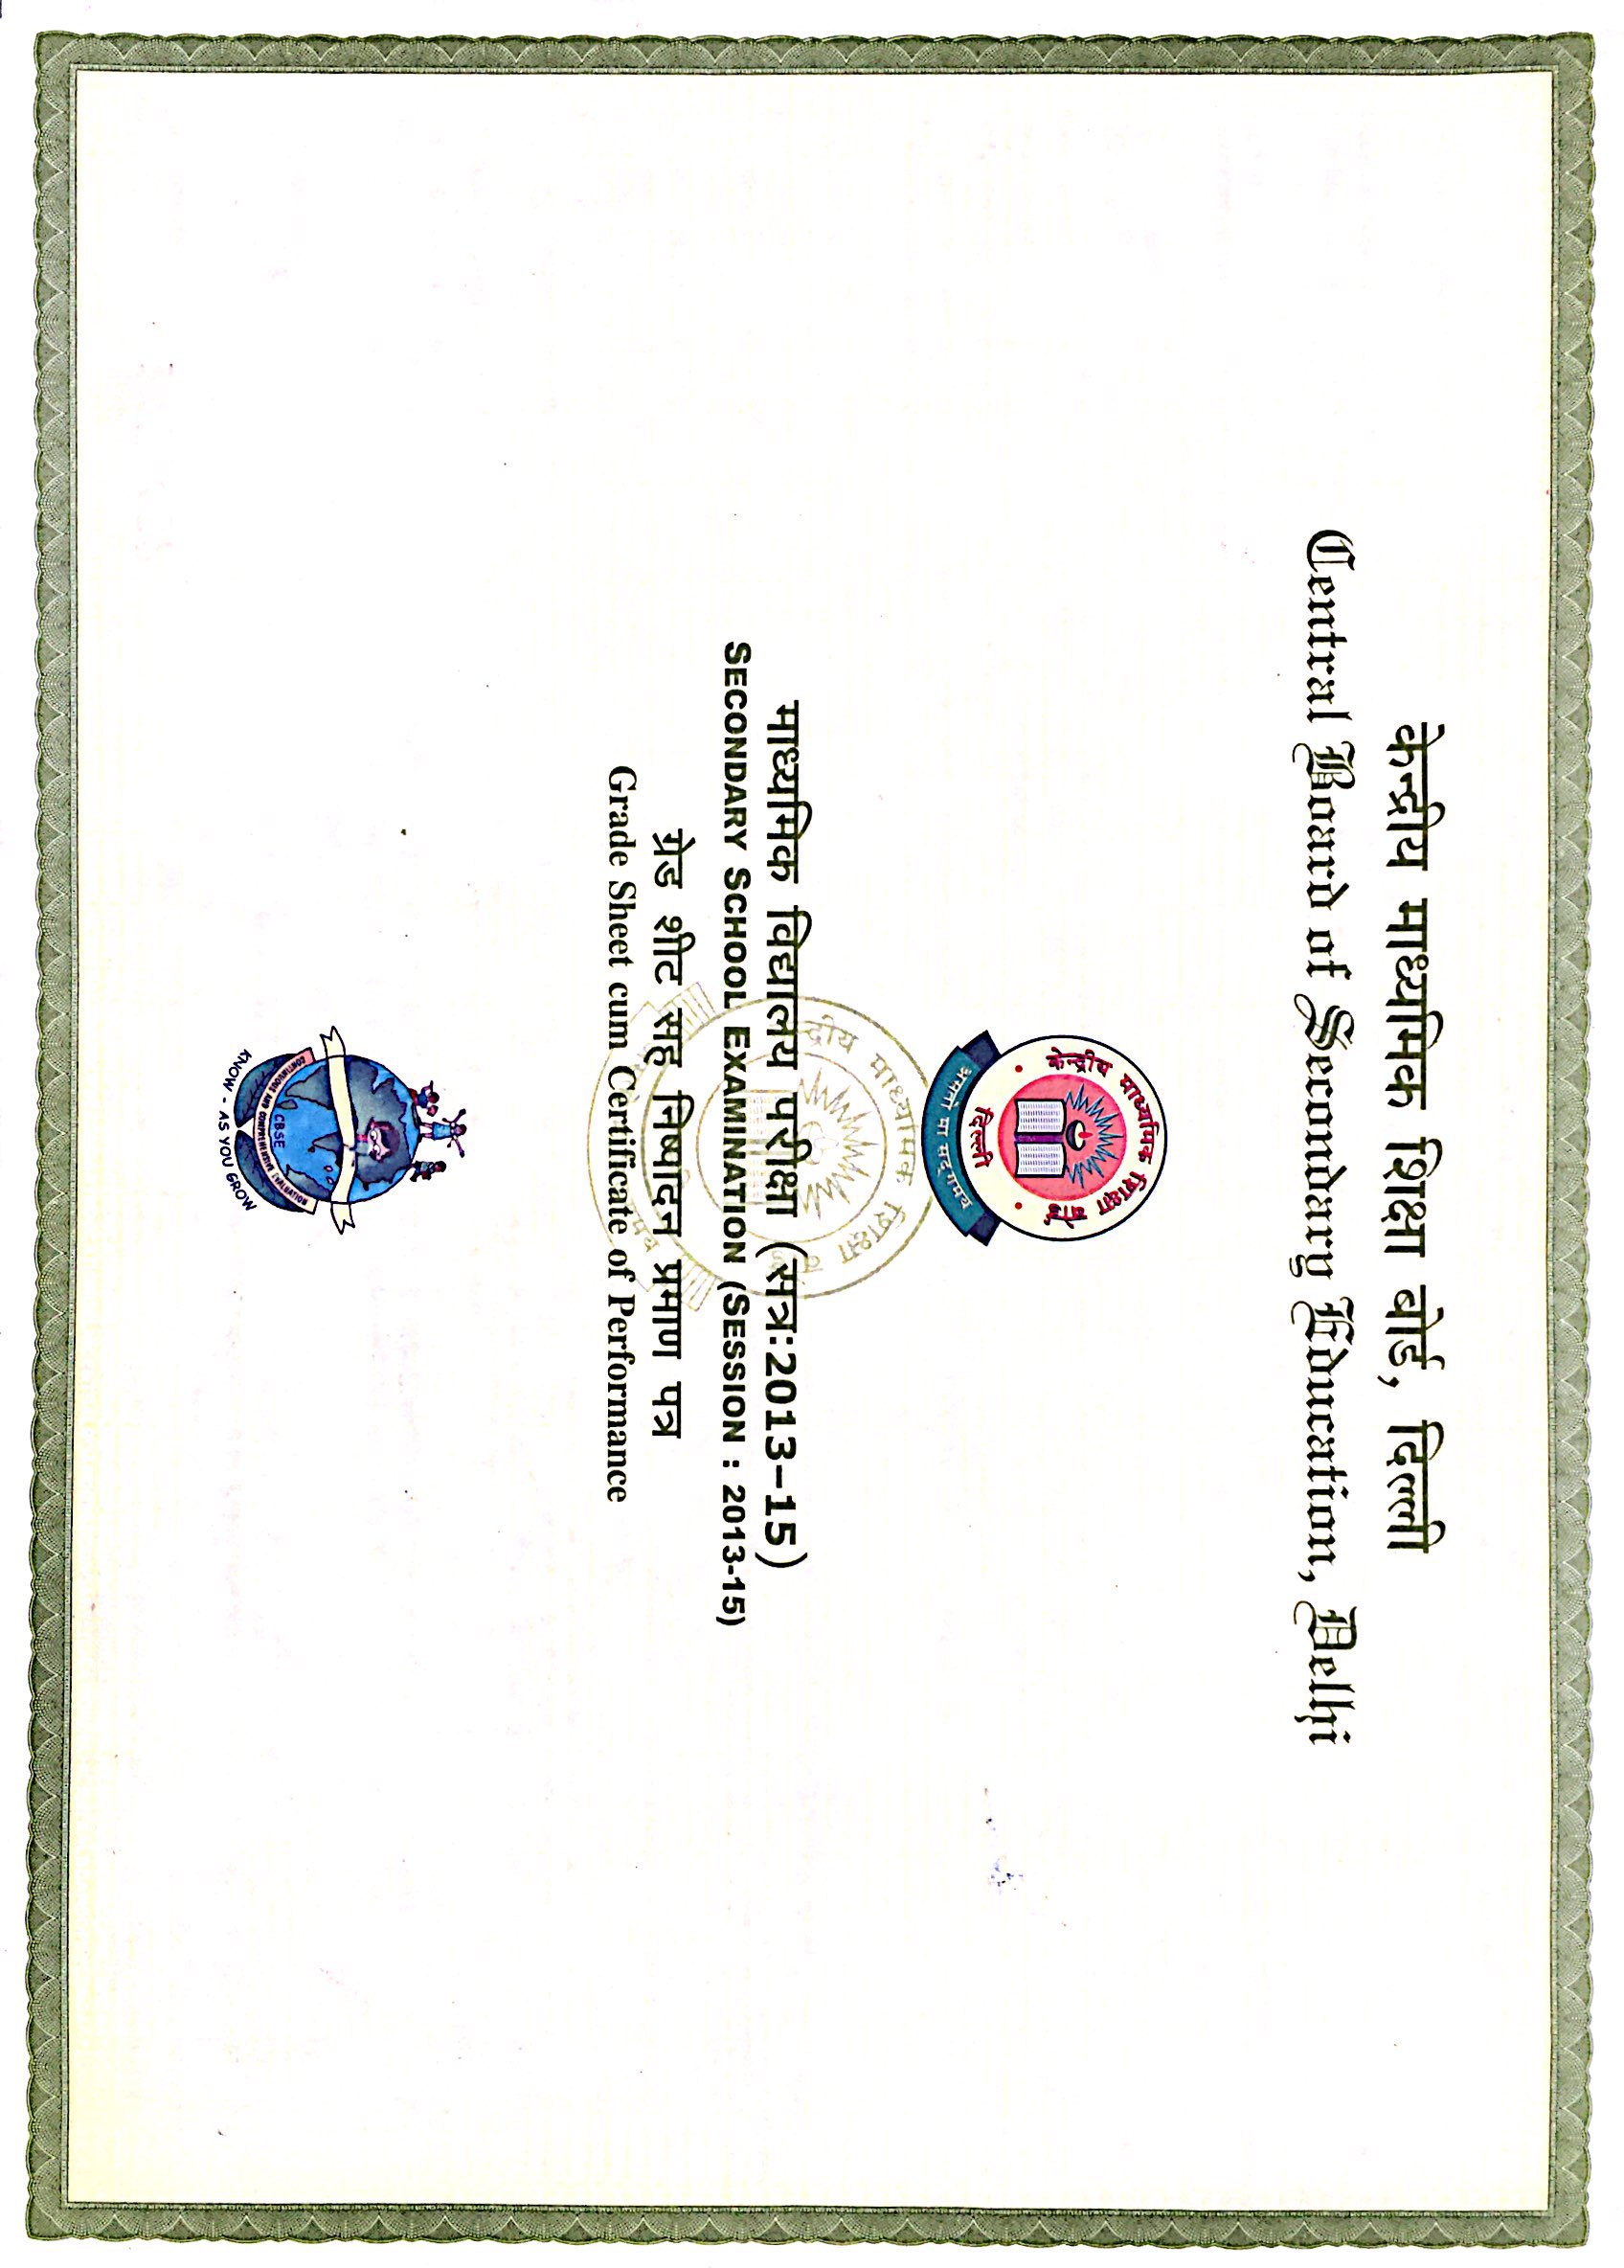 केन्द्रीय माध्यमिक शिक्षा बोर्ड, दिल्ली
Central Board of Secondary Education, Delhi
केन्द्रीय माध्यमिक शिक्षा बोर्ड
दिल्ली
असतो मा सद्गमय
माध्यमिक विद्यालय परीक्षा (सत्र:2013-15)
SECONDARY SCHOOL EXAMINATION (SESSION : 2013-15)
ग्रेड शीट सह निष्पादन प्रमाण पत्र
Grade Sheet cum Certificate of Performance
CBSE
CONTINUOUS AND COMPREHENSIVE EVALUATION
KNOW - AS YOU GROW